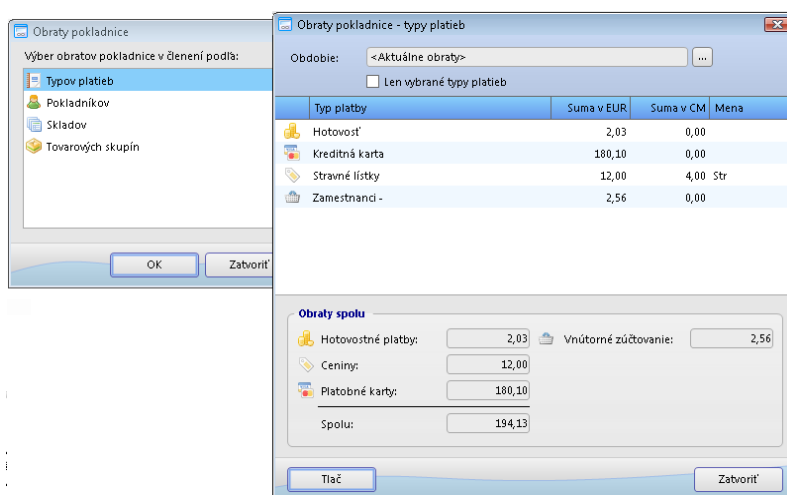 Obraty pokladnice
Výber obratov pokladnice v členení podľa:
Typov platieb
Pokladníkov
Skladov
Tovarových skupín
OK
Zatvoriť
Obraty pokladnice - typy platieb
Obdobie:
<Aktuálne obraty>
...
Len vybrané typy platieb
Typ platby Suma v EUR Suma v CM Mena
Hotovosť 2,03 0,00
Kreditná karta 180,10 0,00
Stravné lístky 12,00 4,00 Str
Zamestnanci - 2,56 0,00
Obraty spolu
Hotovostné platby: 2,03 Vnútorné zúčtovanie: 2,56
Ceniny: 12,00
Platobné karty: 180,10
Spolu: 194,13
Tlač
Zatvoriť